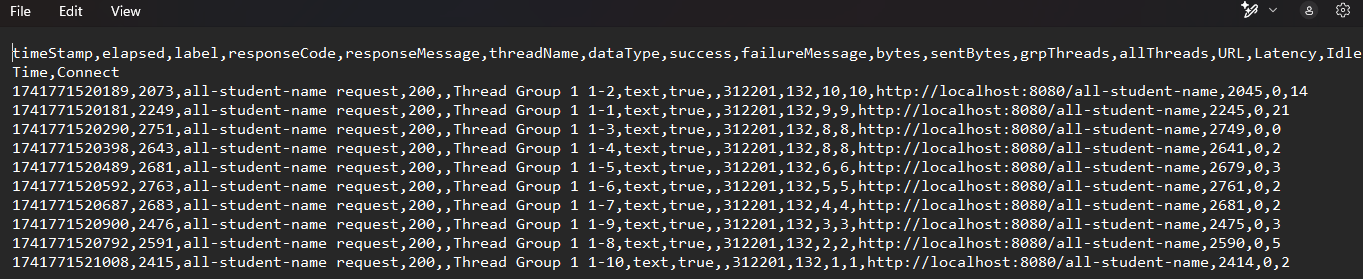 File Edit View
timeStamp,elapsed,label,responseCode,responseMessage,threadName,dataType,success,failureMessage,bytes,sentBytes,grpThreads,allThreads,URL,Latency,Idle
Time,Connect
1741771520189,2073,all-student-name request,200,,Thread Group 1 1-2,text,true,,312201,132,10,10,http://localhost:8080/all-student-name,2045,0,14
1741771520181,2249,all-student-name request,200,,Thread Group 1 1-1,text,true,,312201,132,9,9,http://localhost:8080/all-student-name,2245,0,21
1741771520290,2751,all-student-name request,200,,Thread Group 1 1-3,text,true,,312201,132,8,8,http://localhost:8080/all-student-name,2749,0,0
1741771520398,2643,all-student-name request,200,,Thread Group 1 1-4,text,true,,312201,132,8,8,http://localhost:8080/all-student-name,2641,0,2
1741771520489,2681,all-student-name request,200,,Thread Group 1 1-5,text,true,,312201,132,6,6,http://localhost:8080/all-student-name,2679,0,3
1741771520592,2763,all-student-name request,200,,Thread Group 1 1-6,text,true,,312201,132,5,5,http://localhost:8080/all-student-name,2761,0,2
1741771520687,2683,all-student-name request,200,,Thread Group 1 1-7,text,true,,312201,132,4,4,http://localhost:8080/all-student-name,2681,0,2
1741771520900,2476,all-student-name request,200,,Thread Group 1 1-9,text,true,,312201,132,3,3,http://localhost:8080/all-student-name,2475,0,3
1741771520792,2591,all-student-name request,200,,Thread Group 1 1-8,text,true,,312201,132,2,2,http://localhost:8080/all-student-name,2590,0,5
1741771521008,2415,all-student-name request,200,,Thread Group 1 1-10,text,true,,312201,132,1,1,http://localhost:8080/all-student-name,2414,0,2